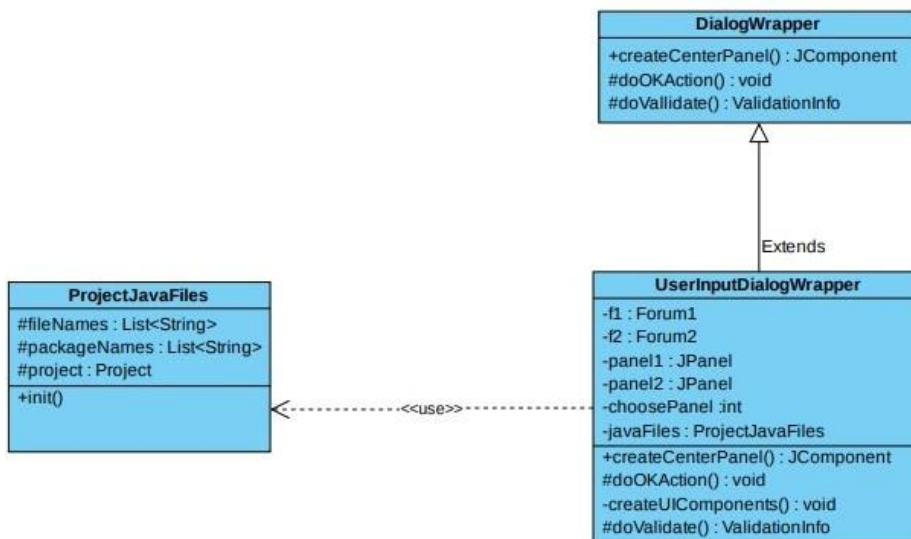 DialogWrapper
+createCenterPanel() : JComponent
#doOKAction() : void
#doVallidate() : ValidationInfo
Extends
ProjectJavaFiles
#fileNames : List<String>
#packageNames : List<String>
#project : Project
+init()
<<use>>
UserInputDialogWrapper
-f1 : Forum1
-f2 : Forum2
-panel1 : JPanel
-panel2 : JPanel
-choosePanel :int
-javaFiles : ProjectJavaFiles
+createCenterPanel() : JComponent
#doOKAction() : void
-createUIComponents() : void
#doValidate() : ValidationInfo